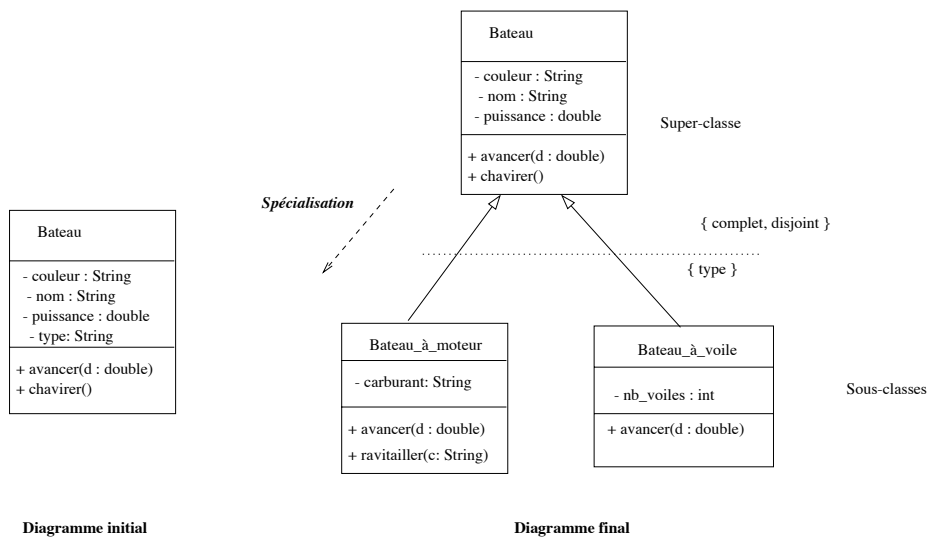 Bateau
- couleur : String
- nom : String
- puissance : double
- type: String
+ avancer(d : double)
+ chavirer()
Diagramme initial
Spécialisation
Bateau
- couleur : String
- nom : String
- puissance : double
+ avancer(d : double)
+ chavirer()
Super-classe
{ complet, disjoint }
{ type }
Bateau_à_moteur
- carburant: String
+ avancer(d : double)
+ ravitailler(c: String)
Bateau_à_voile
- nb_voiles : int
+ avancer(d : double)
Sous-classes
Diagramme final